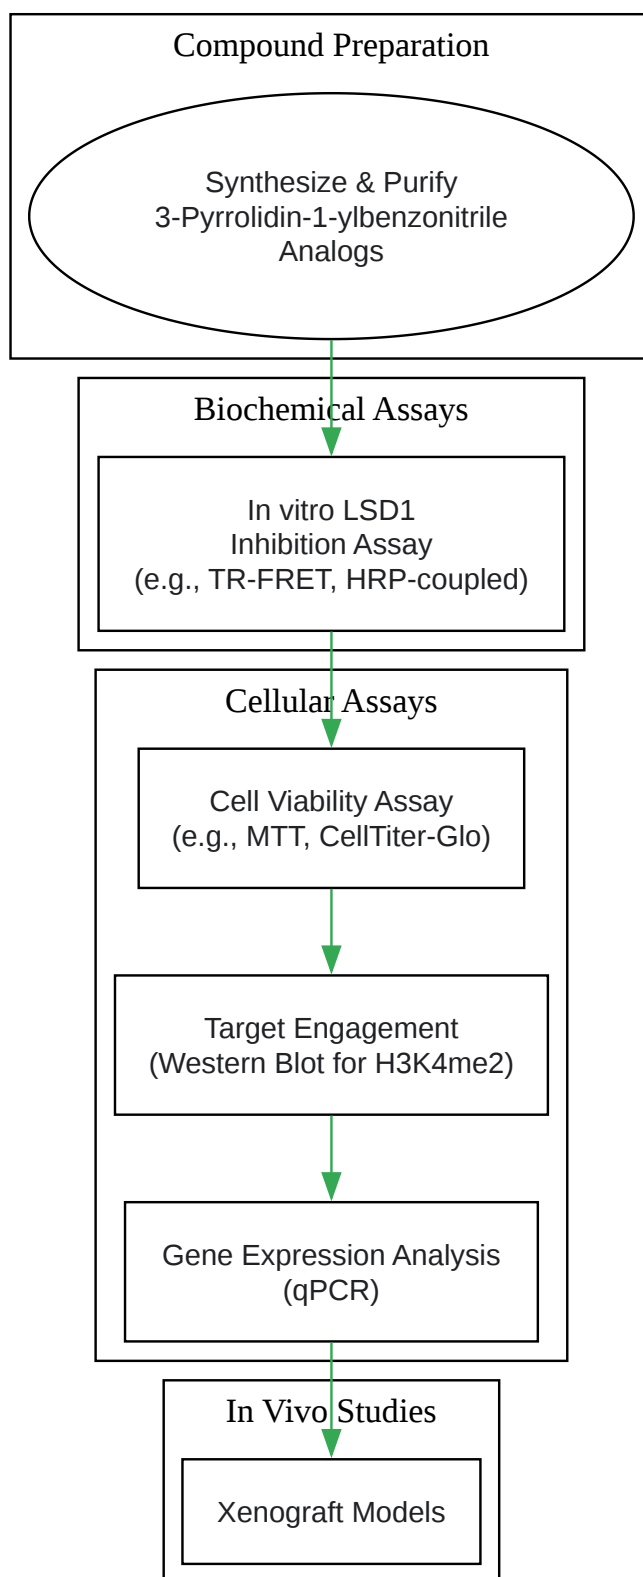 Compound Preparation
Synthesize & Purify
3-Pyrrolidin-1-ylbenzonitrile
Analogs
Biochemical Assays
In vitro LSD1
Inhibition Assay
(e.g., TR-FRET, HRP-coupled)
Cellular Assays
Cell Viability Assay
(e.g., MTT, CellTiter-Glo)
Target Engagement
(Western Blot for H3K4me2)
Gene Expression Analysis
(qPCR)
In Vivo Studies
Xenograft Models